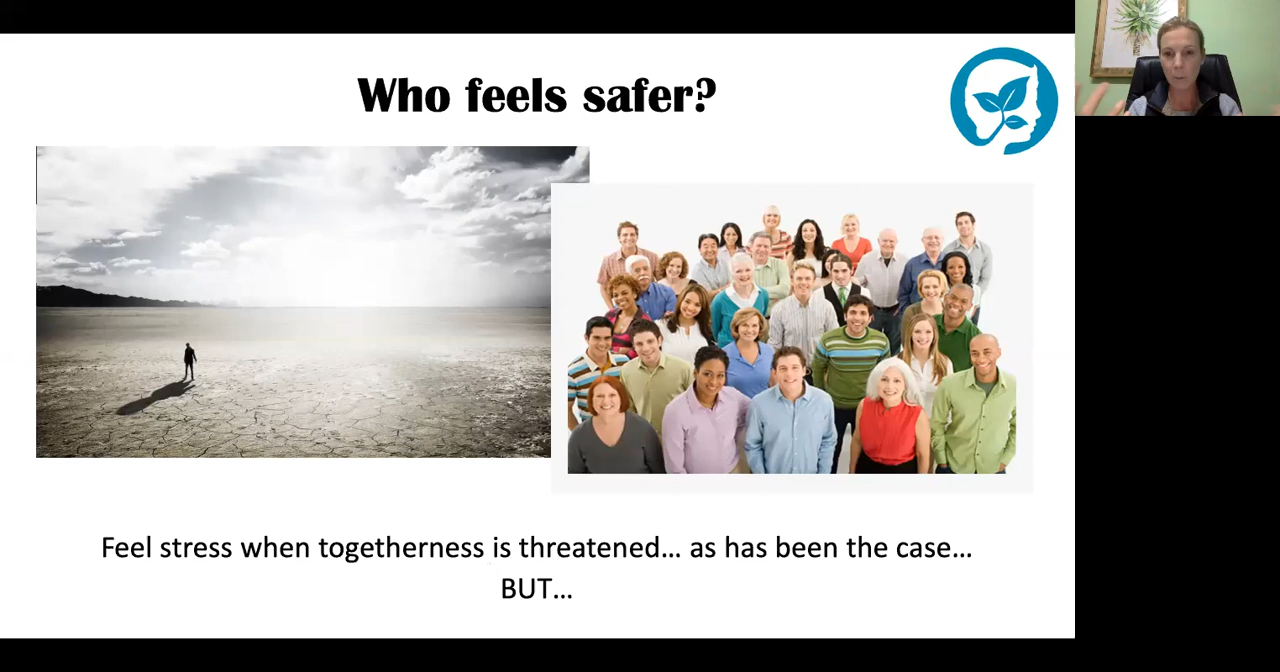 Who feels safer?
Feel stress when togetherness is threatened… as has been the case…
BUT…